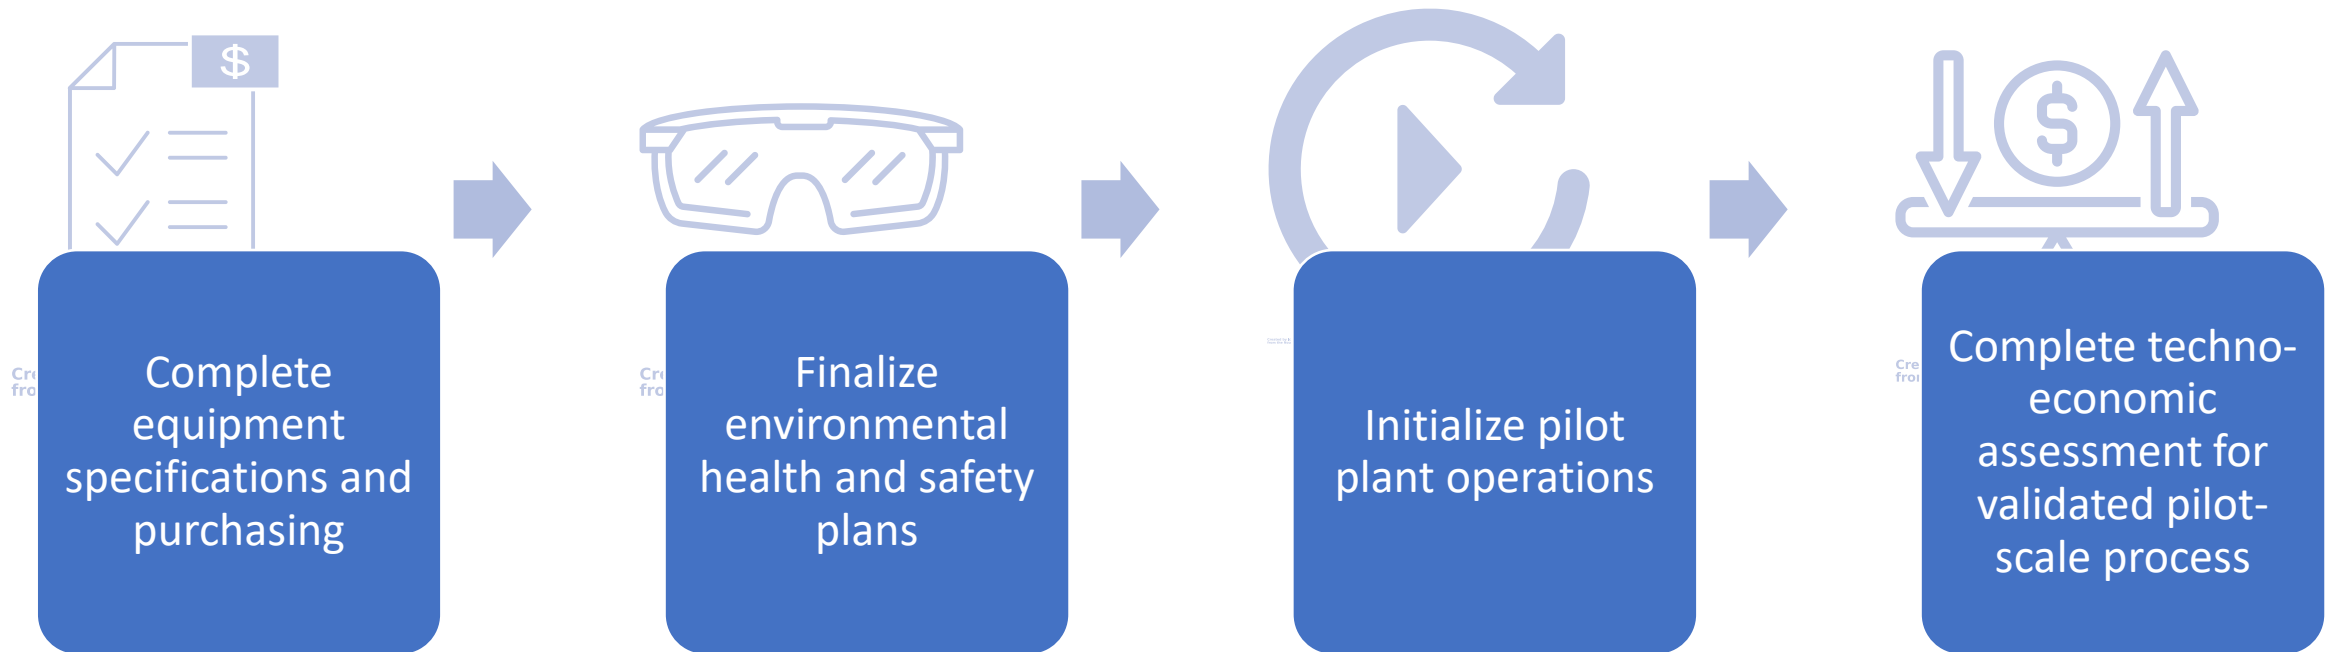 $
$
Complete
equipment
specifications and
purchasing
Finalize
environmental
health and safety
plans
Initialize pilot
plant operations
Complete techno-
economic
assessment for
validated pilot-
scale process